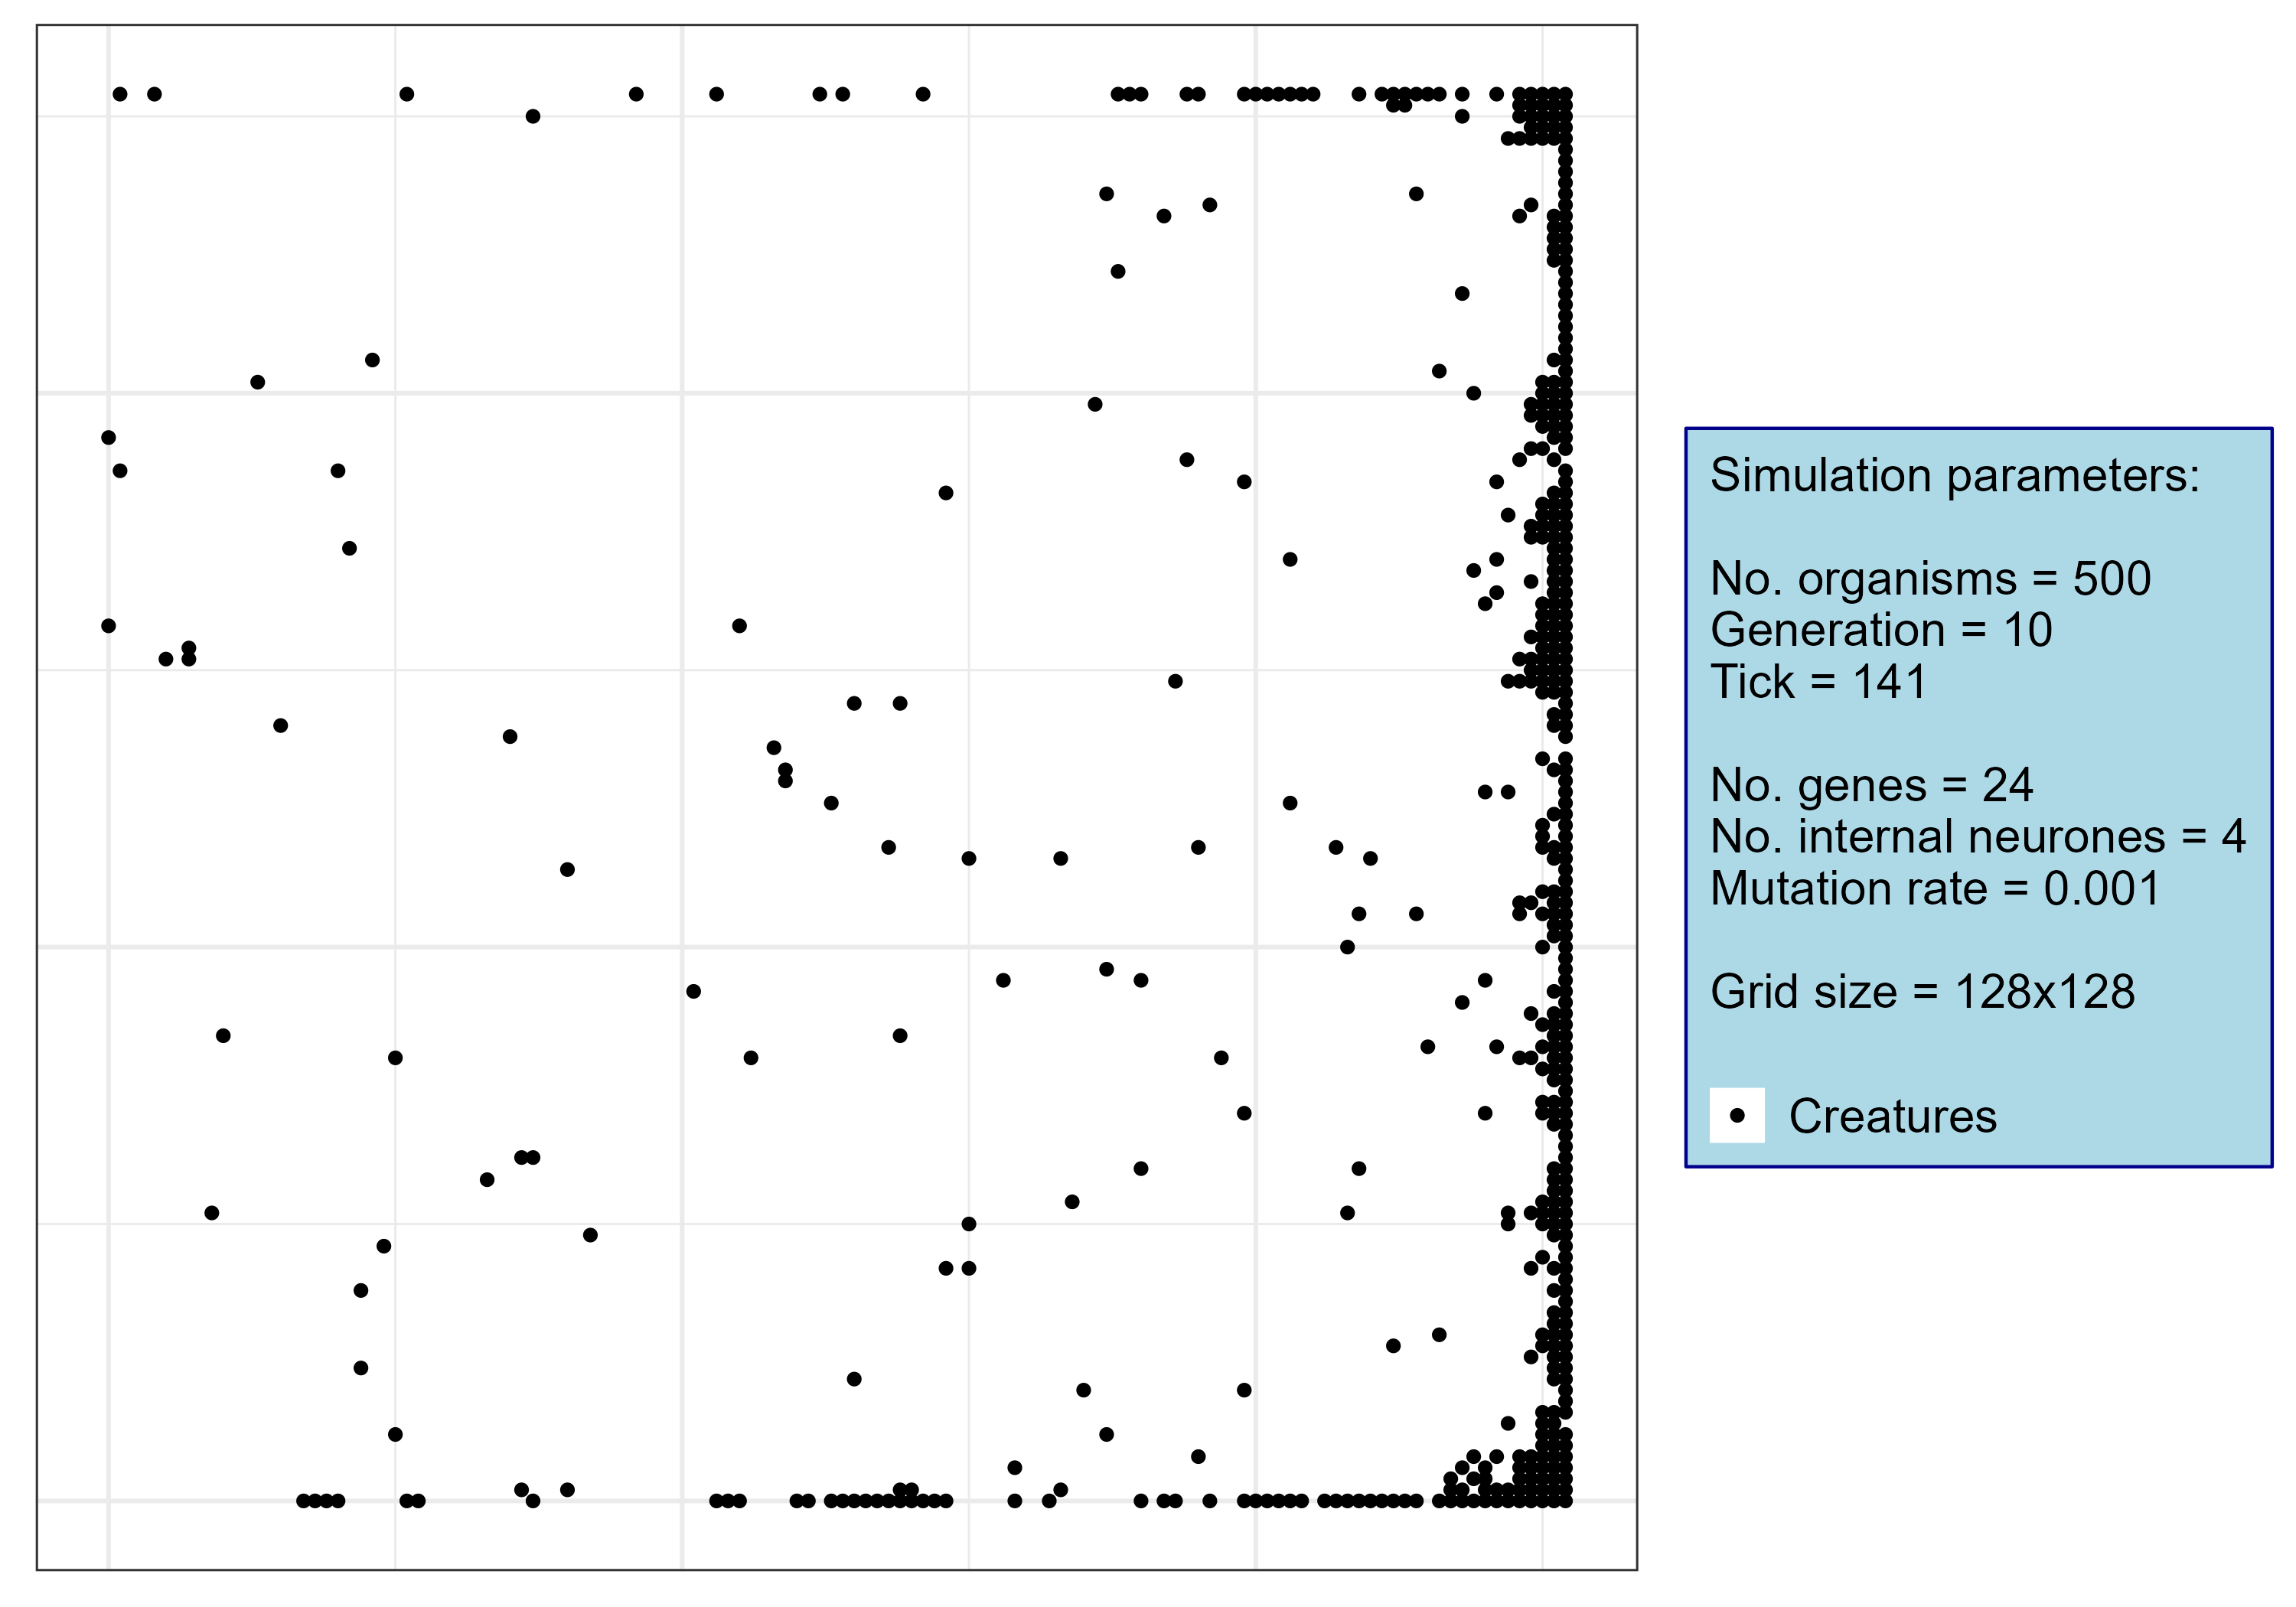 Simulation parameters:
No. organisms = 500
Generation = 10
Tick = 141
No. genes = 24
No. internal neurones = 4
Mutation rate = 0.001
Grid size = 128x128
Creatures